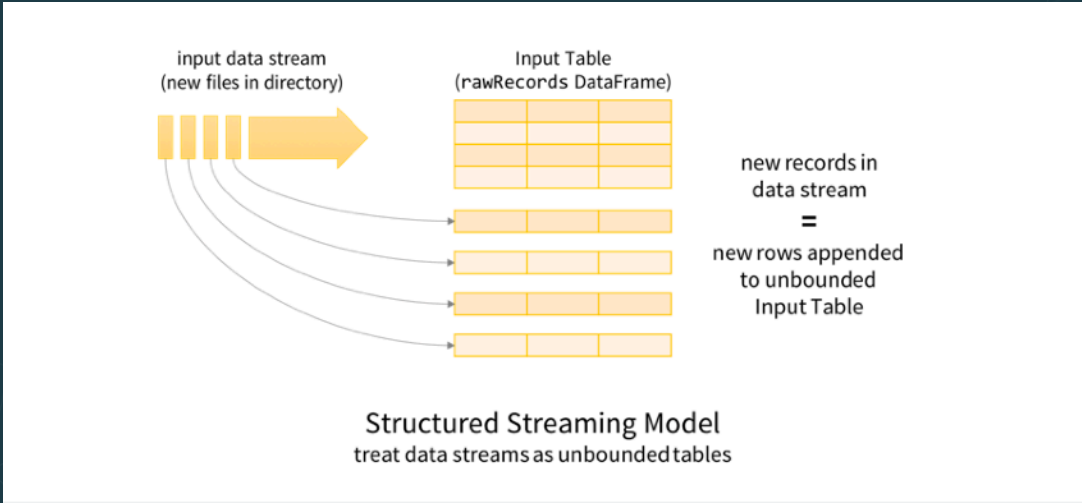 input data stream
(new files in directory)
Input Table
(rawRecords DataFrame)
new records in
data stream
=
new rows appended
to unbounded
Input Table
Structured Streaming Model
treat data streams as unbounded tables